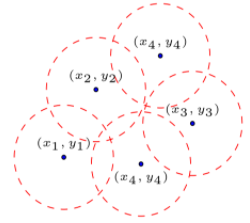 (x₄, y₄)
(x₂, y₂)
(x₃, y₃)
(x₁, y₁)
(x₄, y₄)